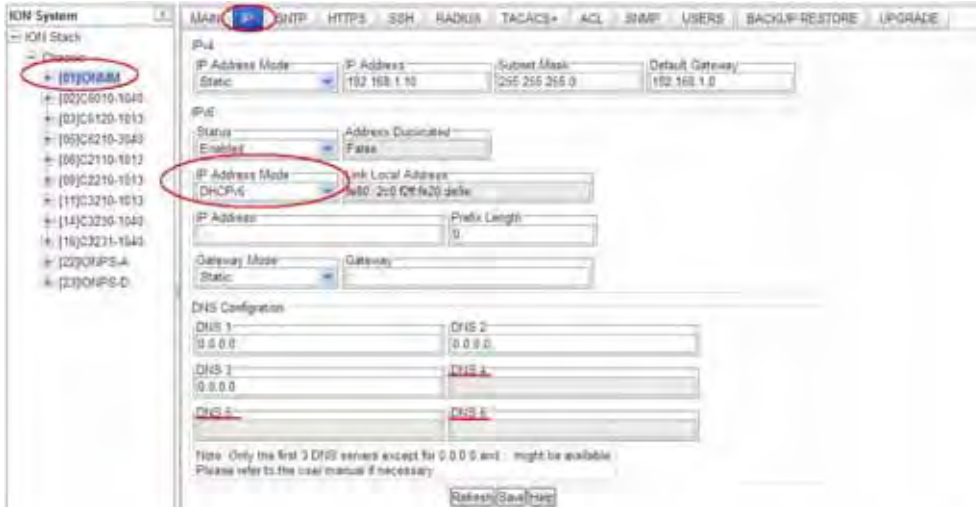 ION System
MAIN IP SNTP HTTPS SSH RADIUS TACACS+ ACL SNMP USERS BACKUP-RESTORE UPGRADE
ION Stack
Chassis
[01]IONMM
[02]C6010-1040
[03]C6120-1013
[05]C6210-3040
[08]C2110-1013
[09]C2210-1013
[11]C3210-1013
[14]C3230-1040
[16]C3231-1040
[22]IONPS-A
[23]IONPS-D
IPv4
IP Address Mode IP Address Subnet Mask Default Gateway
Static 192.168.1.10 255.255.255.0 192.168.1.0
IPv6
Status Address Duplicated
Enabled False
IP Address Mode Link Local Address
DHCPv6
IP Address Prefix Length
0
Gateway Mode Gateway
Static
DNS Configration
DNS 1 DNS 2
0.0.0.0 0.0.0.0
DNS 3 DNS 4
0.0.0.0
DNS 5 DNS 6
Note: Only the first 3 DNS servers except for 0.0.0.0 and :: might be available.
Please refer to the user manual if necessary.
Refresh Save Help